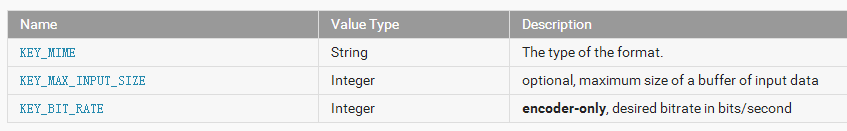 Name Value Type Description
KEY_MIME String The type of the format.
KEY_MAX_INPUT_SIZE Integer optional, maximum size of a buffer of input data
KEY_BIT_RATE Integer encoder-only, desired bitrate in bits/second